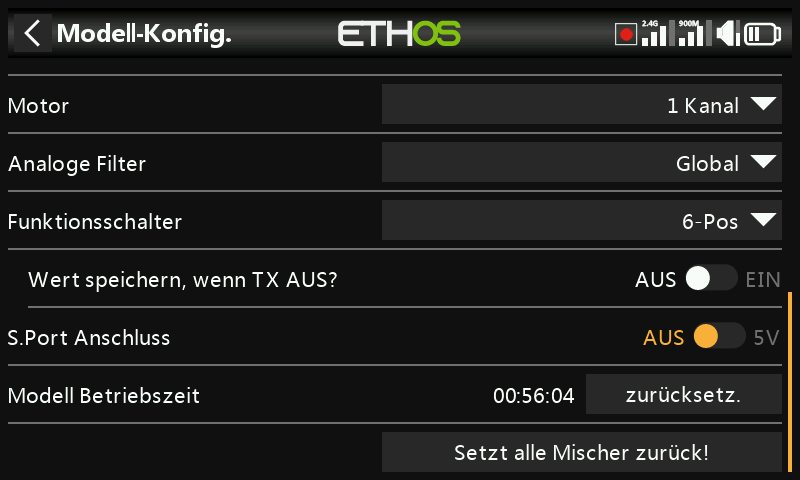 Modell-Konfig.
ETHOS
2.4G
900M
Motor
1 Kanal
Analoge Filter
Global
Funktionsschalter
6-Pos
Wert speichern, wenn TX AUS?
AUS EIN
S.Port Anschluss
AUS 5V
Modell Betriebszeit
00:56:04
zurücksetz.
Setzt alle Mischer zurück!